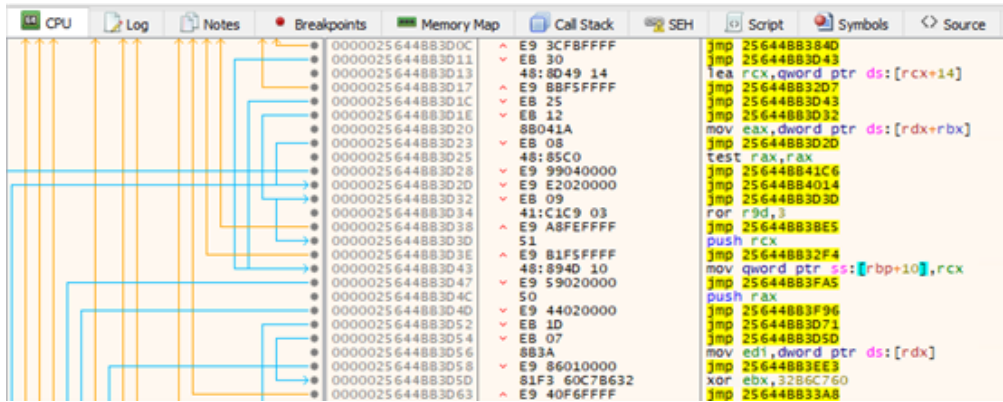 CPU Log Notes Breakpoints Memory Map Call Stack SEH Script Symbols Source
0000025644BB3D0C E9 3CFBFFFF jmp 25644BB384D
0000025644BB3D11 EB 30 jmp 25644BB3D43
0000025644BB3D13 48:8D49 14 lea rcx,qword ptr ds:[rcx+14]
0000025644BB3D17 E9 BBF5FFFF jmp 25644BB32D7
0000025644BB3D1C EB 25 jmp 25644BB3D43
0000025644BB3D1E EB 12 jmp 25644BB3D32
0000025644BB3D20 8B041A mov eax,dword ptr ds:[rdx+rbx]
0000025644BB3D23 EB 08 jmp 25644BB3D2D
0000025644BB3D25 48:85C0 test rax,rax
0000025644BB3D28 E9 99040000 jmp 25644BB41C6
0000025644BB3D2D E9 E2020000 jmp 25644BB4014
0000025644BB3D32 EB 09 jmp 25644BB3D3D
0000025644BB3D34 41:C1C9 03 ror r9d,3
0000025644BB3D38 E9 A8FEFFFF jmp 25644BB3BE5
0000025644BB3D3D 51 push rcx
0000025644BB3D3E E9 B1F5FFFF jmp 25644BB32F4
0000025644BB3D43 48:894D 10 mov qword ptr ss:[rbp+10],rcx
0000025644BB3D47 E9 59020000 jmp 25644BB3FA5
0000025644BB3D4C 50 push rax
0000025644BB3D4D E9 44020000 jmp 25644BB3F96
0000025644BB3D52 EB 1D jmp 25644BB3D71
0000025644BB3D54 EB 07 jmp 25644BB3D5D
0000025644BB3D56 8B3A mov edi,dword ptr ds:[rdx]
0000025644BB3D58 E9 86010000 jmp 25644BB3EE3
0000025644BB3D5D 81F3 60C7B632 xor ebx,32B6C760
0000025644BB3D63 E9 40F6FFFF jmp 25644BB33A8